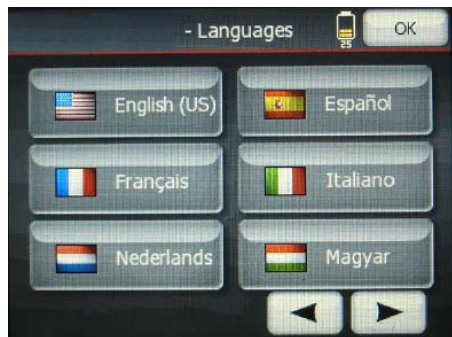 - Languages
25
OK
English (US)
Español
Français
Italiano
Nederlands
Magyar